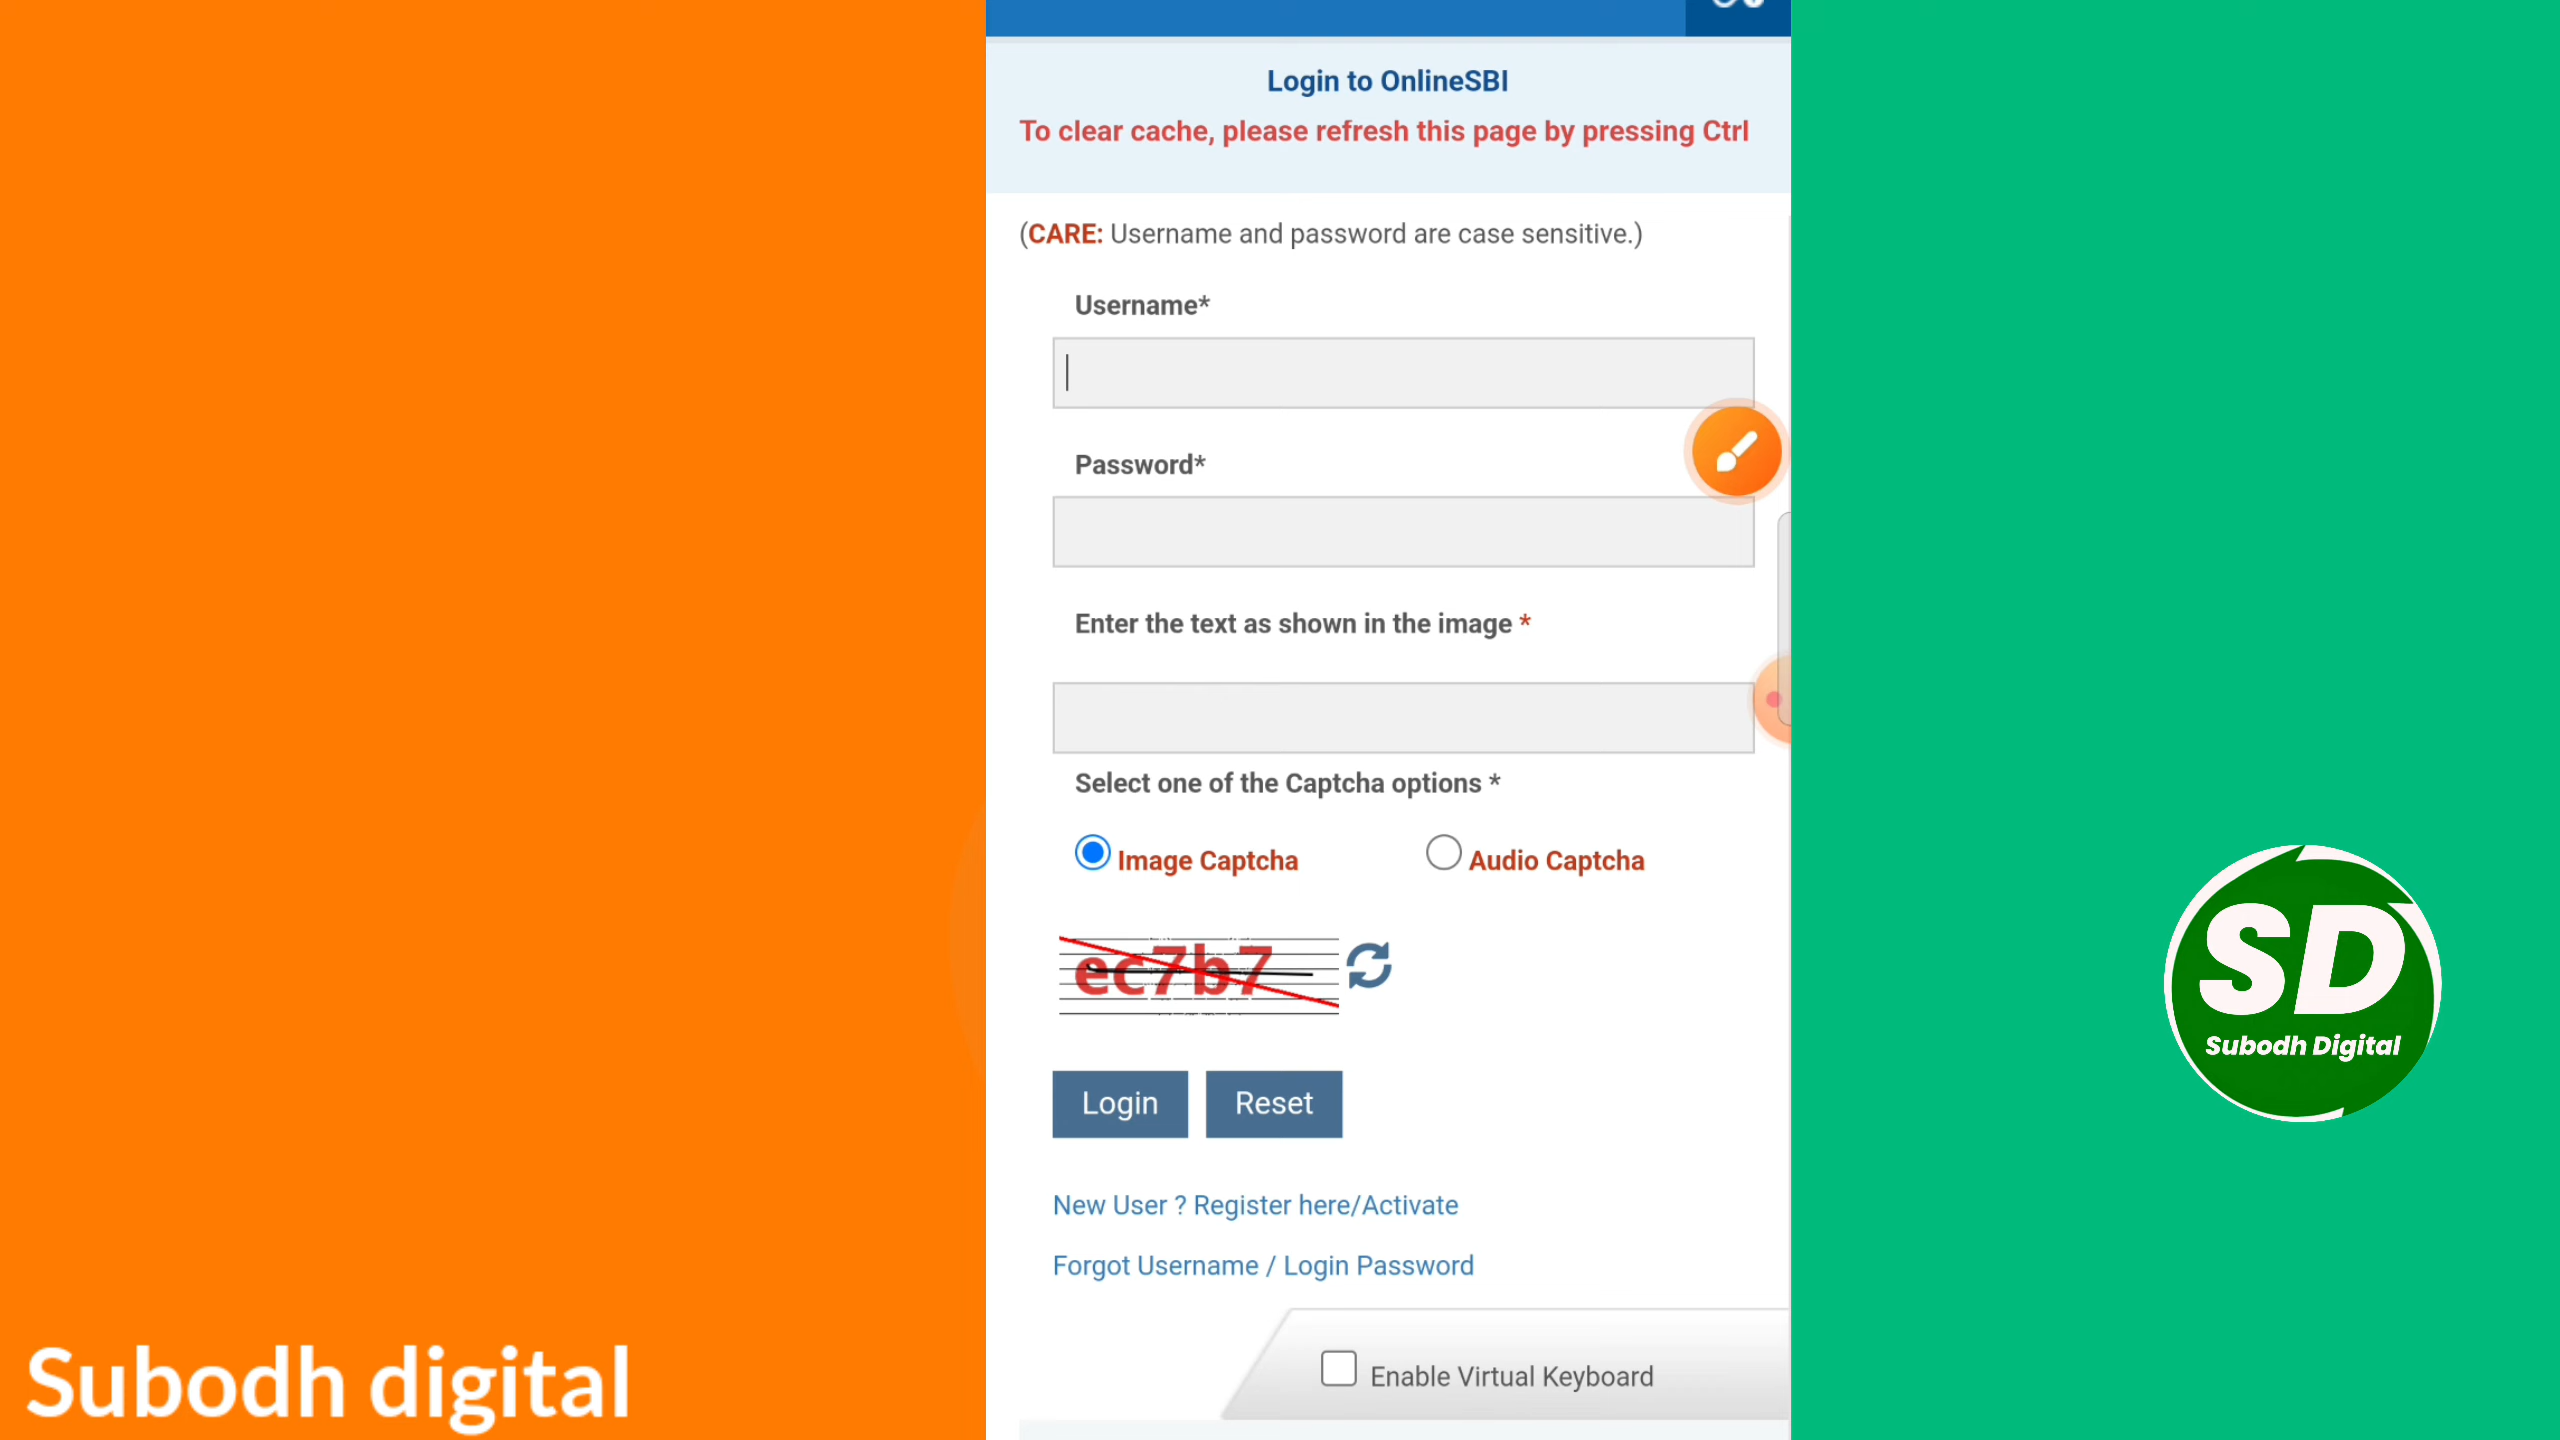 Login to OnlineSBI
To clear cache, please refresh this page by pressing Ctrl
(CARE: Username and password are case sensitive.)
Username*
Password*
Enter the text as shown in the image *
Select one of the Captcha options *
Image Captcha
Audio Captcha
ec7b7
Login
Reset
New User ? Register here/Activate
Forgot Username / Login Password
Enable Virtual Keyboard
SD
Subodh Digital
Subodh digital